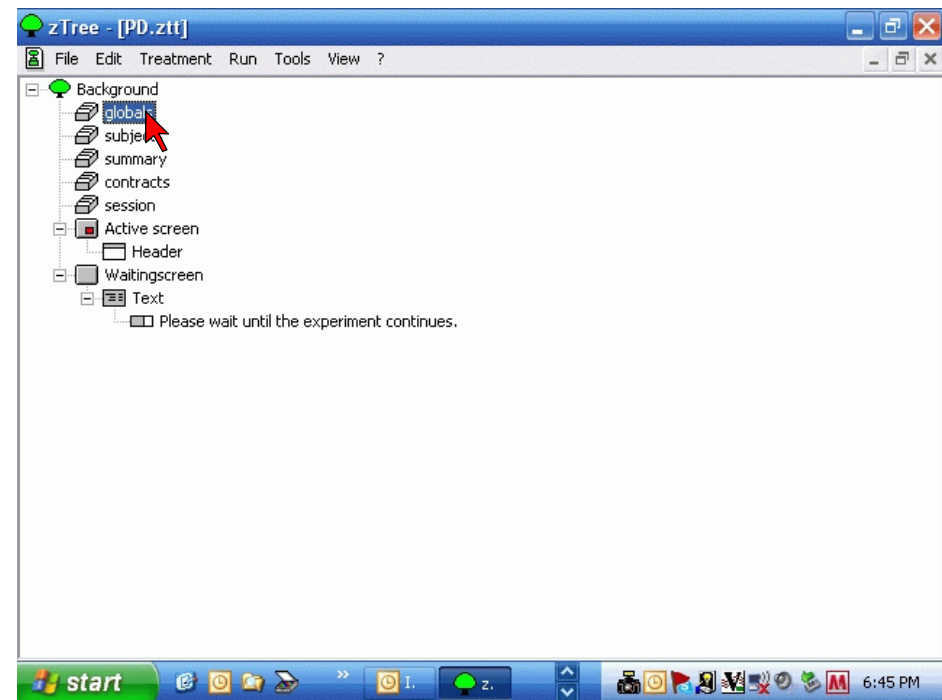 zTree - [PD.ztt]
File Edit Treatment Run Tools View ?
Background
globals
summary
contracts
session
Active screen
Header
Waitingscreen
Text
Please wait until the experiment continues.
start I. z. 6:45 PM